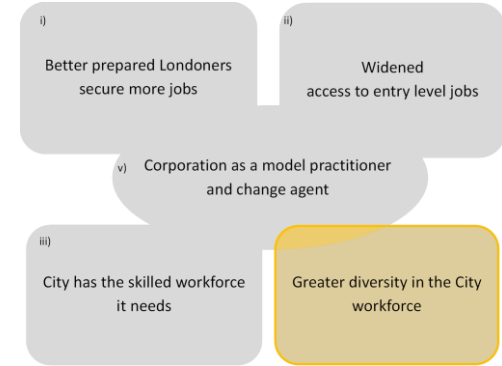 i)
Better prepared Londoners
secure more jobs
ii)
Widened
access to entry level jobs
v)
Corporation as a model practitioner
and change agent
iii)
City has the skilled workforce
it needs
Greater diversity in the City
workforce